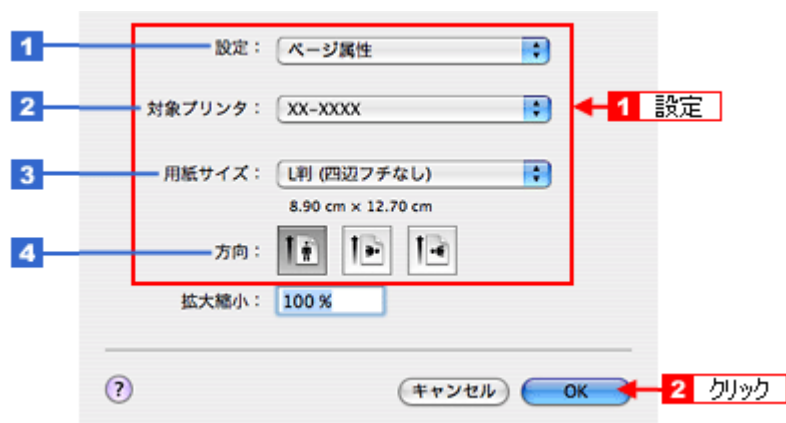 1 設定： ページ属性
2 対象プリンタ： XX-XXXX 1 設定
3 用紙サイズ： L判 (四辺フチなし)
8.90 cm × 12.70 cm
4 方向：
拡大縮小： 100 %
? キャンセル OK 2 クリック